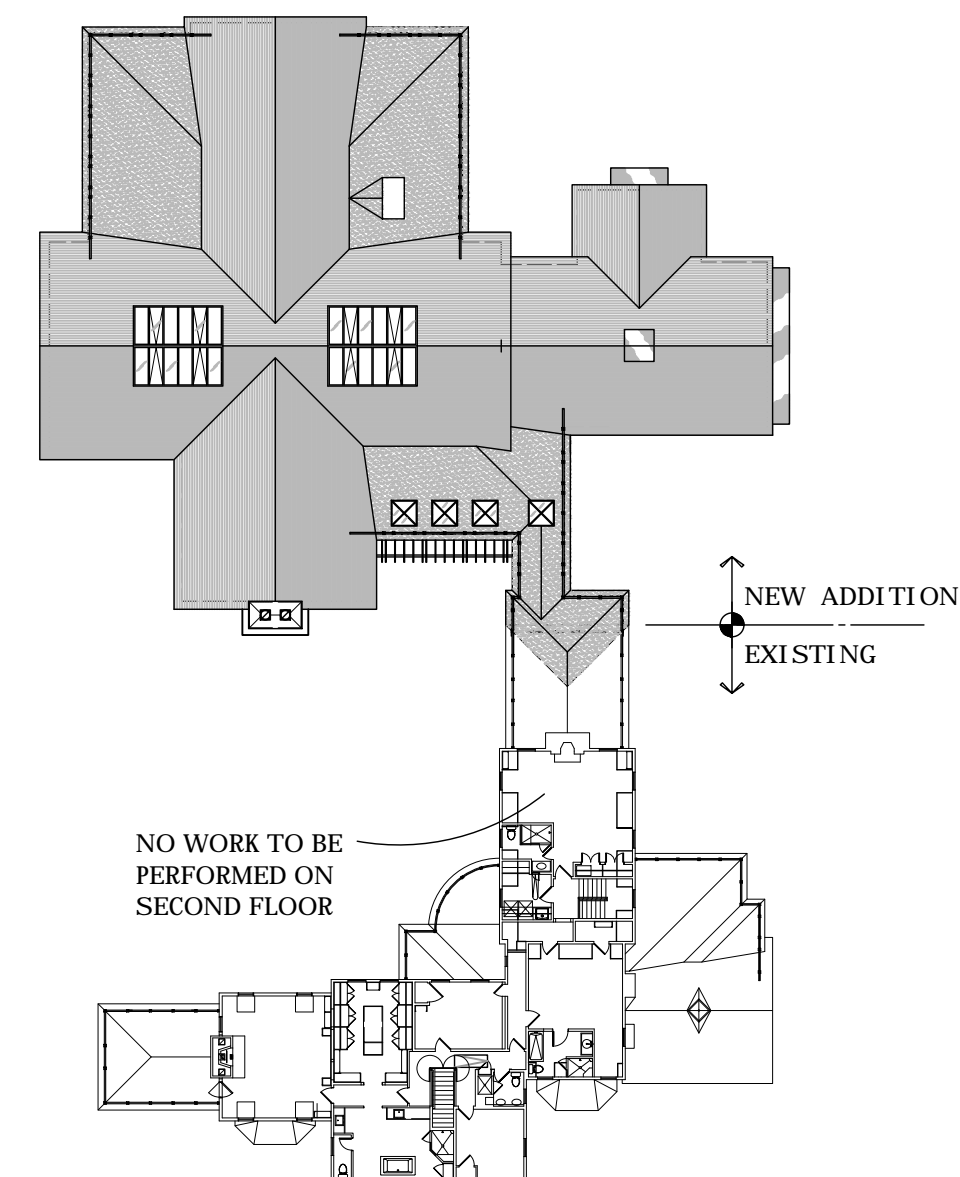 NEW ADDITION
EXISTING
NO WORK TO BE
PERFORMED ON
SECOND FLOOR